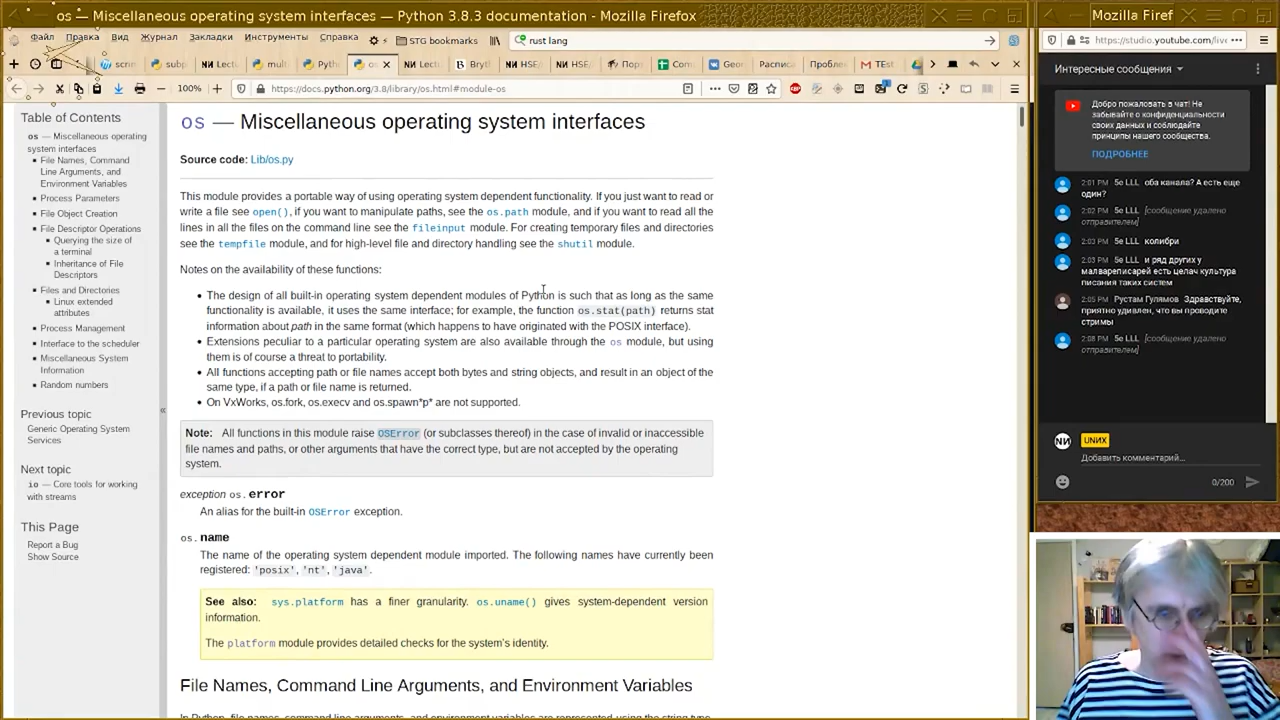 os — Miscellaneous operating system interfaces — Python 3.8.3 documentation - Mozilla Firefox
Файл Правка Вид Журнал Закладки Инструменты Справка STG bookmarks rust lang
100% https://docs.python.org/3.8/library/os.html#module-os
Table of Contents
os — Miscellaneous operating
system interfaces
File Names, Command
Line Arguments, and
Environment Variables
Process Parameters
File Object Creation
File Descriptor Operations
Querying the size of
a terminal
Inheritance of File
Descriptors
Files and Directories
Linux extended
attributes
Process Management
Interface to the scheduler
Miscellaneous System
Information
Random numbers
Previous topic
Generic Operating System
Services
Next topic
io — Core tools for working
with streams
This Page
Report a Bug
Show Source
«
os — Miscellaneous operating system interfaces
Source code: Lib/os.py
This module provides a portable way of using operating system dependent functionality. If you just want to read or
write a file see open(), if you want to manipulate paths, see the os.path module, and if you want to read all the
lines in all the files on the command line see the fileinput module. For creating temporary files and directories
see the tempfile module, and for high-level file and directory handling see the shutil module.
Notes on the availability of these functions:
• The design of all built-in operating system dependent modules of Python is such that as long as the same
functionality is available, it uses the same interface; for example, the function os.stat(path) returns stat
information about path in the same format (which happens to have originated with the POSIX interface).
• Extensions peculiar to a particular operating system are also available through the os module, but using
them is of course a threat to portability.
• All functions accepting path or file names accept both bytes and string objects, and result in an object of the
same type, if a path or file name is returned.
• On VxWorks, os.fork, os.execv and os.spawn*p* are not supported.
Note: All functions in this module raise OSError (or subclasses thereof) in the case of invalid or inaccessible
file names and paths, or other arguments that have the correct type, but are not accepted by the operating
system.
exception os.error
An alias for the built-in OSError exception.
os.name
The name of the operating system dependent module imported. The following names have currently been
registered: 'posix', 'nt', 'java'.
See also: sys.platform has a finer granularity. os.uname() gives system-dependent version
information.
The platform module provides detailed checks for the system's identity.
File Names, Command Line Arguments, and Environment Variables
Mozilla Firef
https://studio.youtube.com/live
Интересные сообщения
Добро пожаловать в чат! Не
забывайте о конфиденциальности
своих данных и соблюдайте
принципы нашего сообщества.
ПОДРОБНЕЕ
2:01 PM 5e LLL оба канала? А есть еще
один?
2:02 PM 5e LLL [сообщение удалено
отправителем]
2:03 PM 5e LLL колибри
2:03 PM 5e LLL и ряд других у
малвареписарей есть целач культура
писания таких систем
2:05 PM Рустам Гулямов Здравствуйте,
приятно удивлен, что вы проводите
стримы
2:08 PM 5e LLL [сообщение удалено
отправителем]
NИ UNИX
Добавить комментарий...
0/200